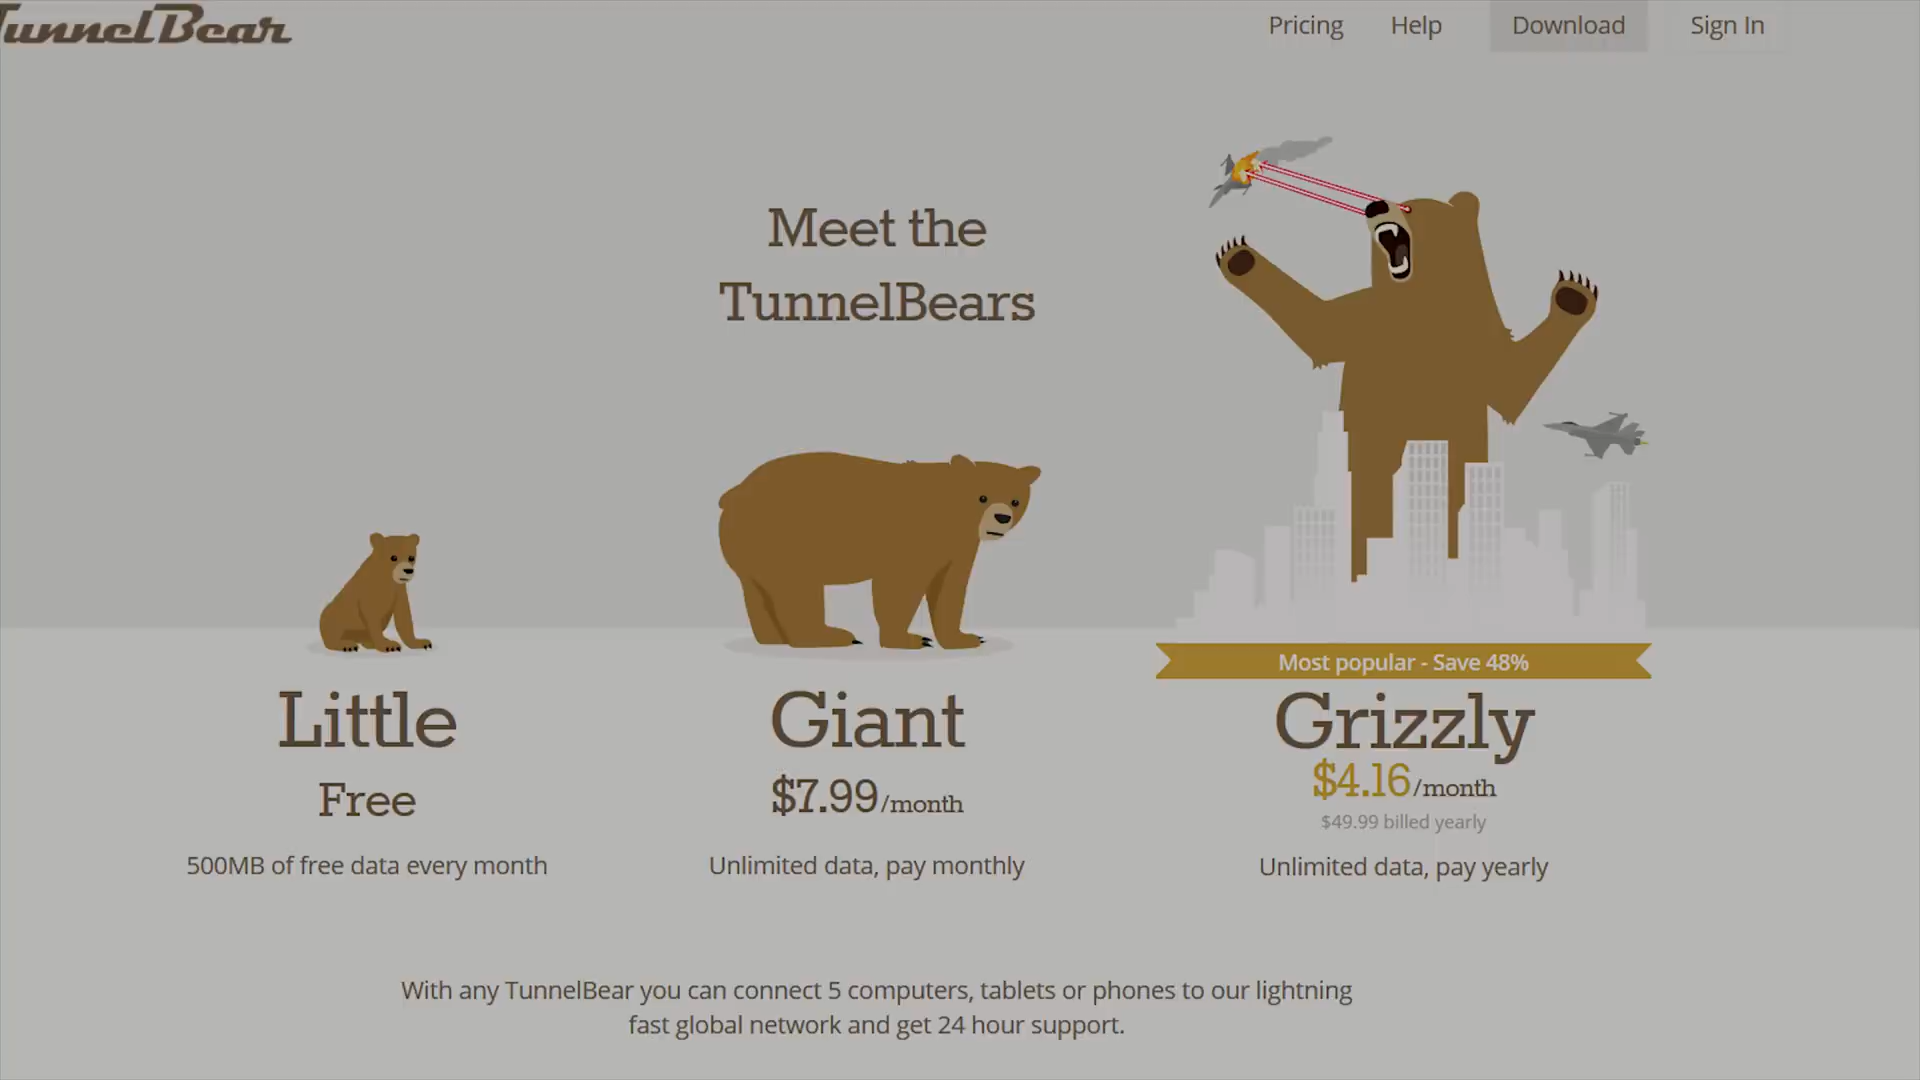 TunnelBear
Pricing Help Download Sign In
Meet the
TunnelBears
Most popular - Save 48%
Little
Free
500MB of free data every month
Giant
$7.99/month
Unlimited data, pay monthly
Grizzly
$4.16/month
$49.99 billed yearly
Unlimited data, pay yearly
With any TunnelBear you can connect 5 computers, tablets or phones to our lightning
fast global network and get 24 hour support.